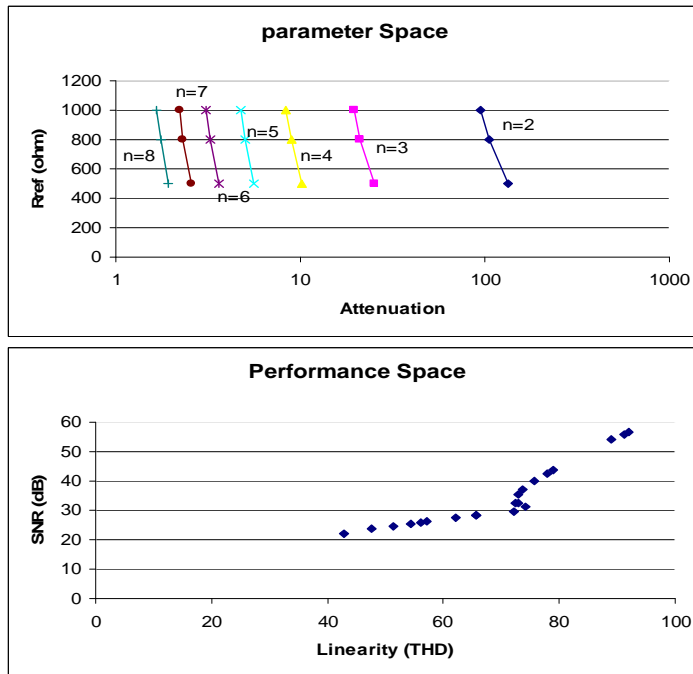 parameter Space
1200
1000
800
600
400
200
0
Rref (ohm)
n=7
n=8
n=6
n=5
n=4
n=3
n=2
1 10 100 1000
Attenuation
Performance Space
60
50
40
30
20
10
0
SNR (dB)
0 20 40 60 80 100
Linearity (THD)